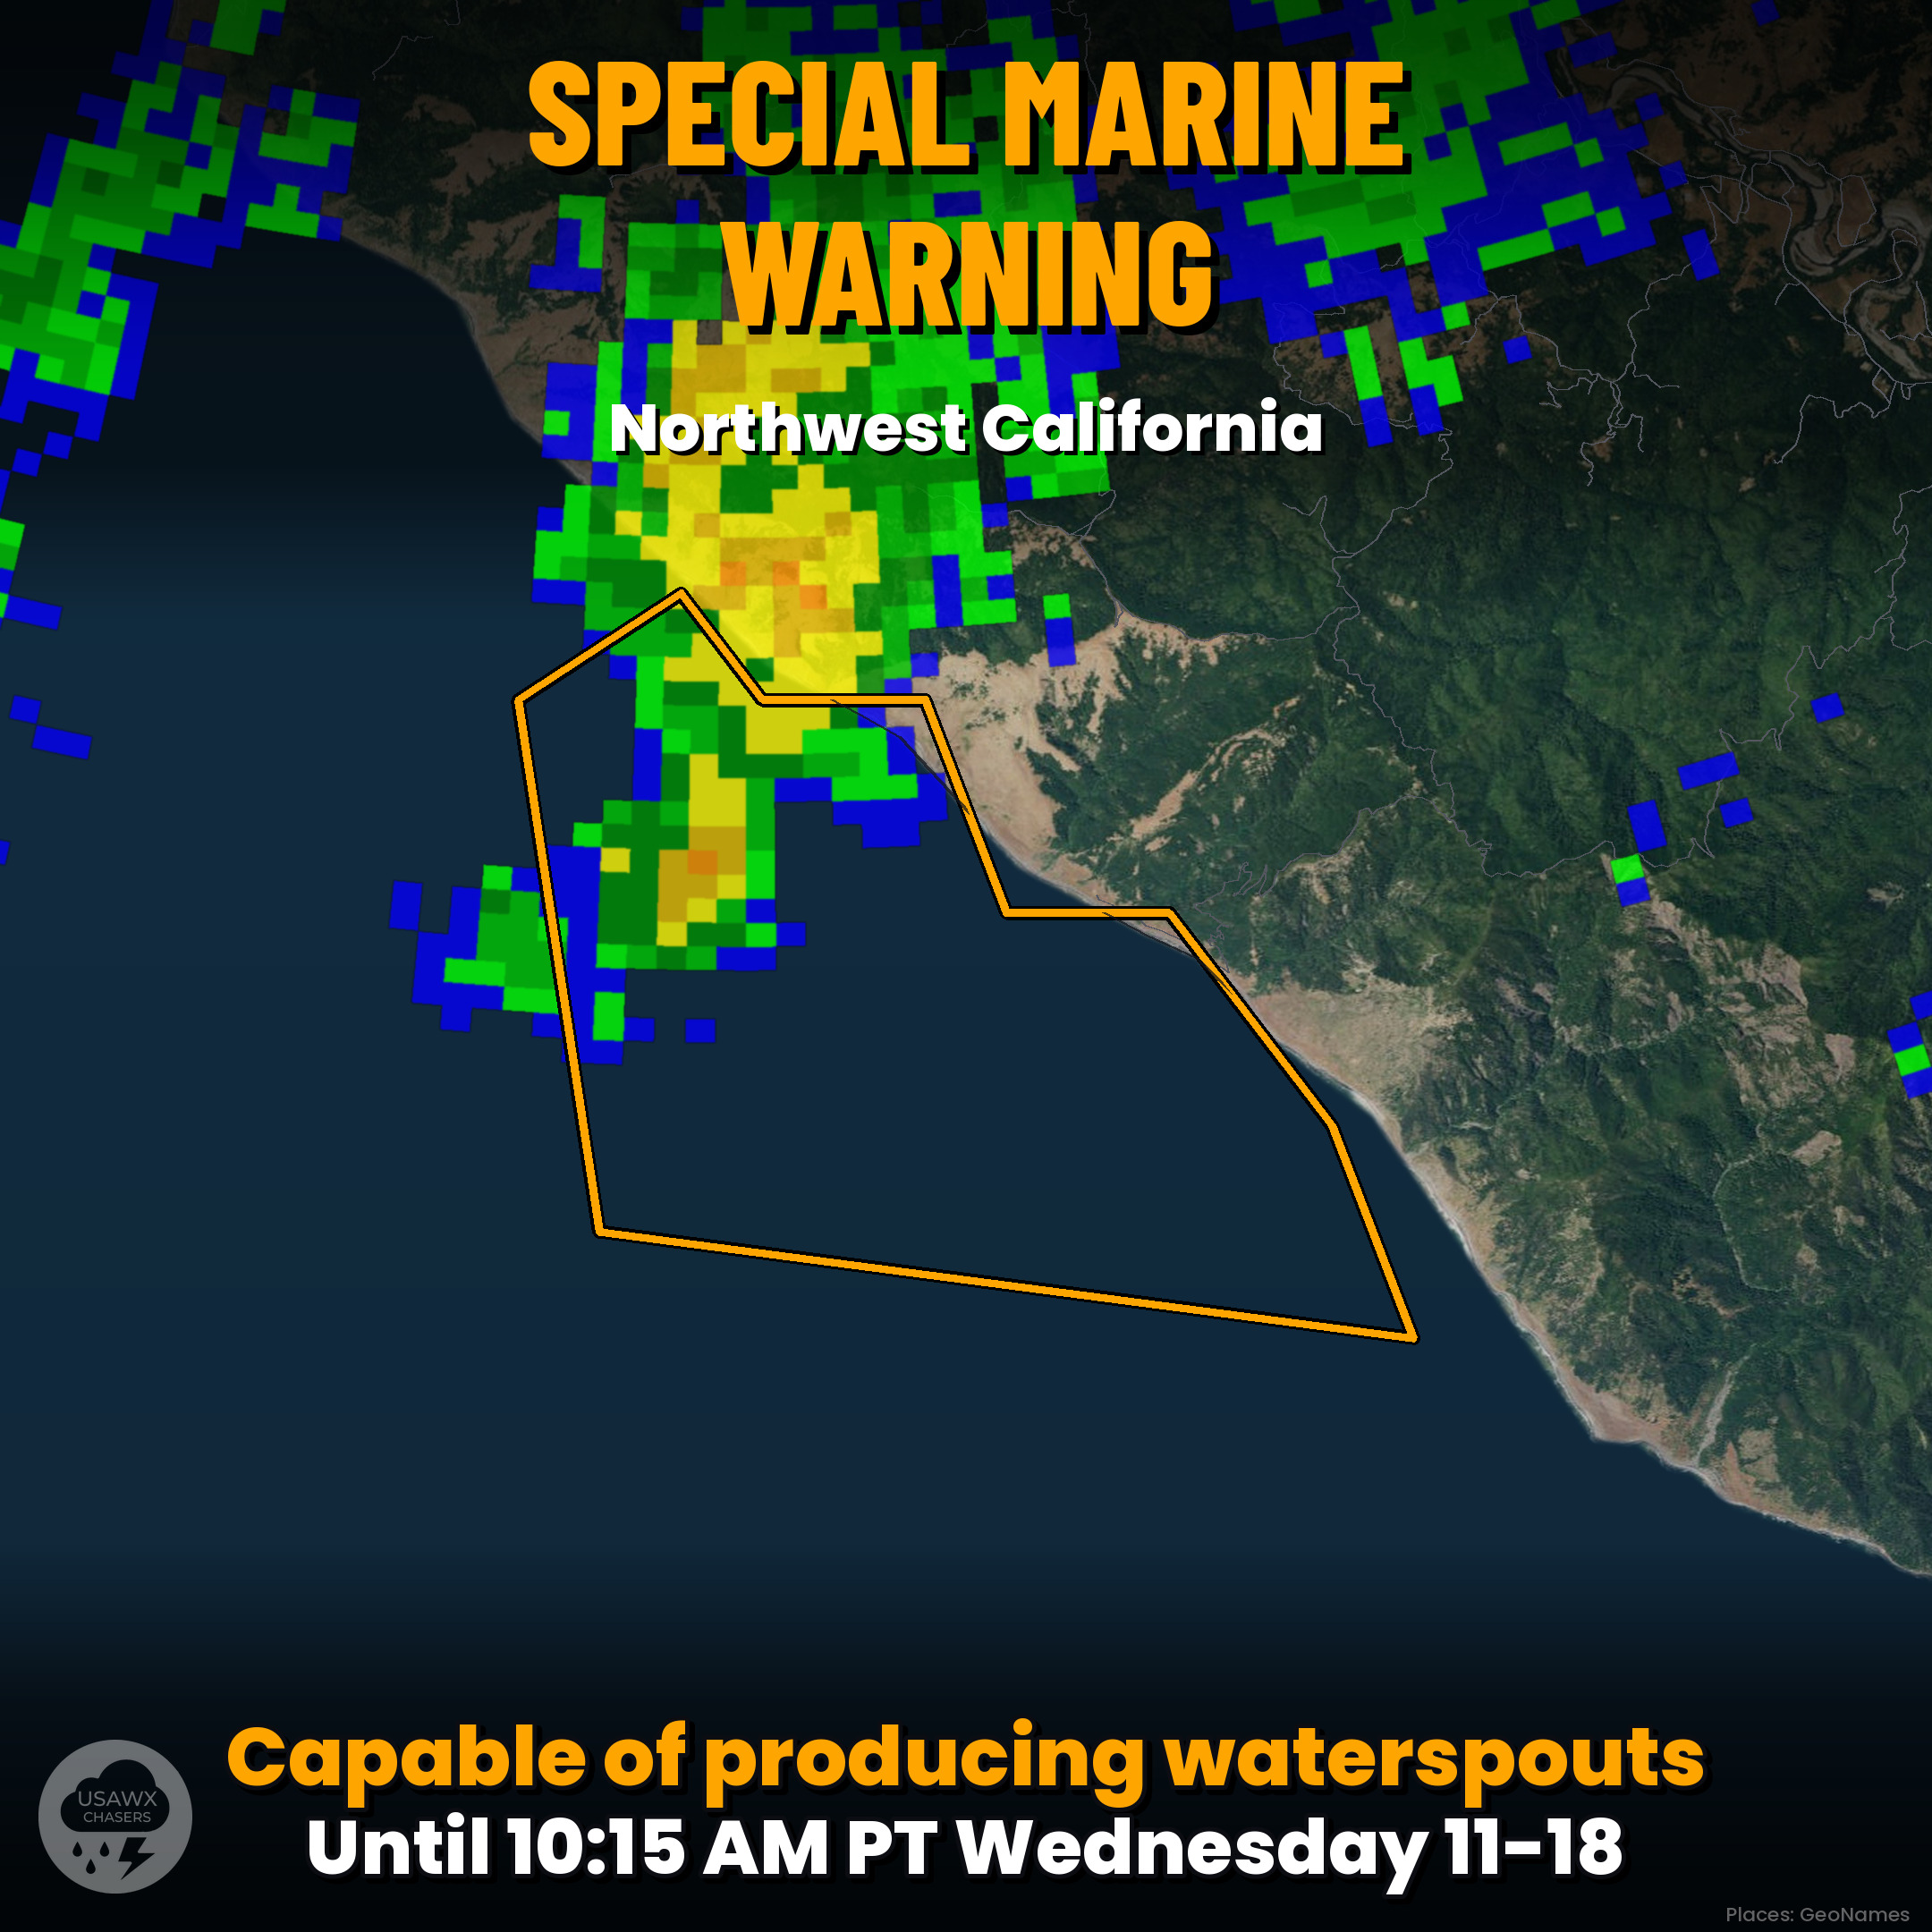 SPECIAL MARINE
WARNING
Northwest California
Capable of producing waterspouts
Until 10:15 AM PT Wednesday 11-18
USAWX
CHASERS
Places: GeoNames